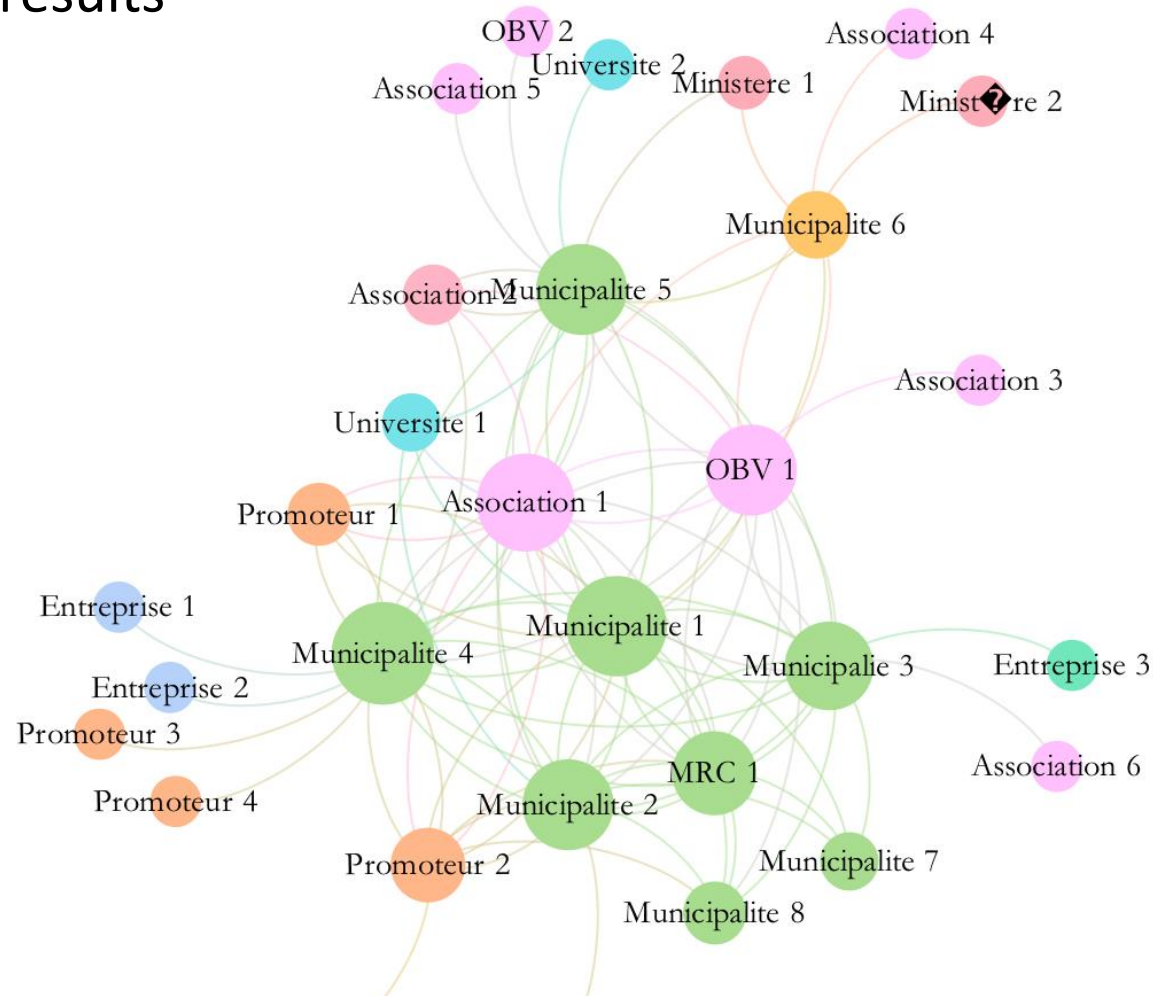 results
OBV 2
Association 4
Universite 2
Ministere 1
Association 5
Minist�re 2
Municipalite 6
Association 2
Municipalite 5
Association 3
Universite 1
OBV 1
Association 1
Promoteur 1
Entreprise 1
Municipalite 1
Municipalite 4
Municipalie 3
Entreprise 3
Entreprise 2
Promoteur 3
MRC 1
Association 6
Promoteur 4
Municipalite 2
Municipalite 7
Promoteur 2
Municipalite 8